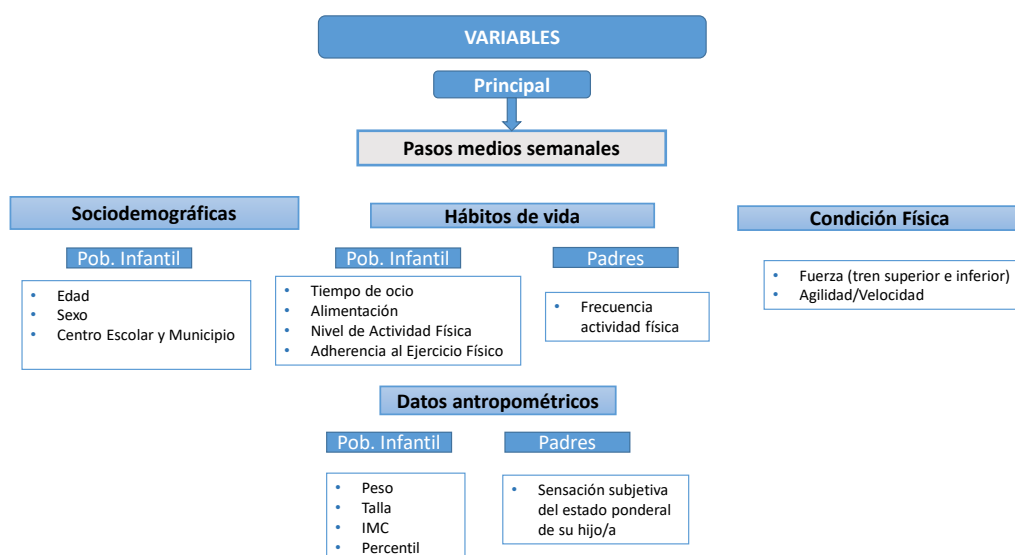 VARIABLES
Principal
Pasos medios semanales
Sociodemográficas
Pob. Infantil
• Edad
• Sexo
• Centro Escolar y Municipio
Hábitos de vida
Pob. Infantil
• Tiempo de ocio
• Alimentación
• Nivel de Actividad Física
• Adherencia al Ejercicio Físico
Padres
• Frecuencia
actividad física
Condición Física
• Fuerza (tren superior e inferior)
• Agilidad/Velocidad
Datos antropométricos
Pob. Infantil
• Peso
• Talla
• IMC
• Percentil
Padres
• Sensación subjetiva
del estado ponderal
de su hijo/a